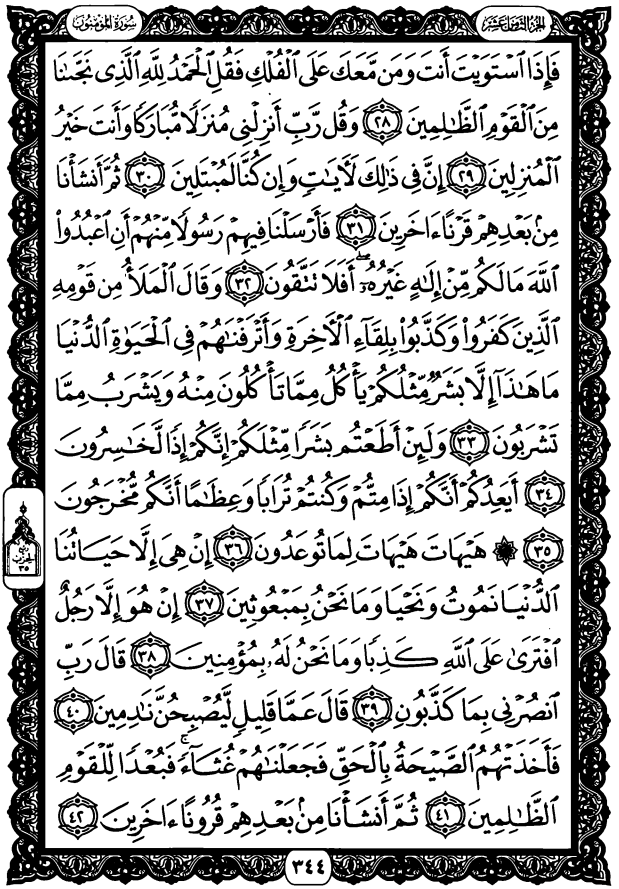 سورة المؤمنون
الجزء الثامن عشر
فَإِذَا ٱسۡتَوَيۡتَ أَنتَ وَمَن مَّعَكَ عَلَى ٱلۡفُلۡكِ فَقُلِ ٱلۡحَمۡدُ لِلَّهِ ٱلَّذِي نَجَّىٰنَا
مِنَ ٱلۡقَوۡمِ ٱلظَّٰلِمِينَ ٢٨ وَقُل رَّبِّ أَنزِلۡنِي مُنزَلٗا مُّبَارَكٗا وَأَنتَ خَيۡرُ
ٱلۡمُنزِلِينَ ٢٩ إِنَّ فِي ذَٰلِكَ لَأٓيَٰتٖ وَإِن كُنَّا لَمُبۡتَلِينَ ٣٠ ثُمَّ أَنشَأۡنَا
مِنۢ بَعۡدِهِمۡ قَرۡنًا ءَاخَرِينَ ٣١ فَأَرۡسَلۡنَا فِيهِمۡ رَسُولٗا مِّنۡهُمۡ أَنِ ٱعۡبُدُواْ
ٱللَّهَ مَا لَكُم مِّنۡ إِلَٰهٍ غَيۡرُهُۥٓۖ أَفَلَا تَتَّقُونَ ٣٢ وَقَالَ ٱلۡمَلَأُ مِن قَوۡمِهِ
ٱلَّذِينَ كَفَرُواْ وَكَذَّبُواْ بِلِقَآءِ ٱلۡأٓخِرَةِ وَأَتۡرَفۡنَٰهُمۡ فِي ٱلۡحَيَوٰةِ ٱلدُّنۡيَا
مَا هَٰذَآ إِلَّا بَشَرٞ مِّثۡلُكُمۡ يَأۡكُلُ مِمَّا تَأۡكُلُونَ مِنۡهُ وَيَشۡرَبُ مِمَّا
تَشۡرَبُونَ ٣٣ وَلَئِنۡ أَطَعۡتُم بَشَرٗا مِّثۡلَكُمۡ إِنَّكُمۡ إِذٗا لَّخَٰسِرُونَ
٣٤ أَيَعِدُكُمۡ أَنَّكُمۡ إِذَا مِتُّمۡ وَكُنتُمۡ تُرَابٗا وَعِظَٰمًا أَنَّكُم مُّخۡرَجُونَ
٣٥ ۞ هَيۡهَاتَ هَيۡهَاتَ لِمَا تُوعَدُونَ ٣٦ إِنۡ هِيَ إِلَّا حَيَاتُنَا
ٱلدُّنۡيَا نَمُوتُ وَنَحۡيَا وَمَا نَحۡنُ بِمَبۡعُوثِينَ ٣٧ إِنۡ هُوَ إِلَّا رَجُلٌ
ٱفۡتَرَىٰ عَلَى ٱللَّهِ كَذِبٗا وَمَا نَحۡنُ لَهُۥ بِمُؤۡمِنِينَ ٣٨ قَالَ رَبِّ
ٱنصُرۡنِي بِمَا كَذَّبُونِ ٣٩ قَالَ عَمَّا قَلِيلٖ لَّيُصۡبِحُنَّ نَٰدِمِينَ ٤٠
فَأَخَذَتۡهُمُ ٱلصَّيۡحَةُ بِٱلۡحَقِّ فَجَعَلۡنَٰهُمۡ غُثَآءٗۚ فَبُعۡدٗا لِّلۡقَوۡمِ
ٱلظَّٰلِمِينَ ٤١ ثُمَّ أَنشَأۡنَا مِنۢ بَعۡدِهِمۡ قُرُونًا ءَاخَرِينَ ٤٢
ربع
الحزب
٣٥
٣٤٤